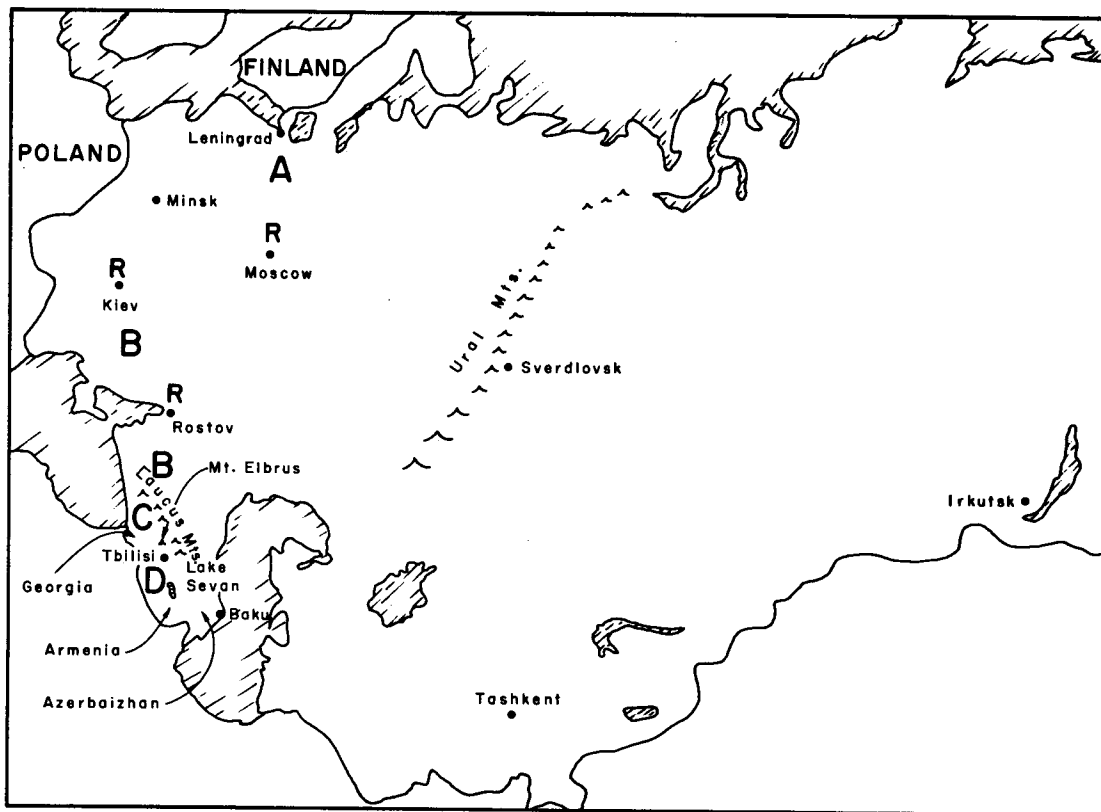 FINLAND
Leningrad
POLAND
A
Minsk
R
Moscow
R
Kiev
Ural Mts.
B
Sverdlovsk
R
Rostov
B
Mt. Elbrus
Caucus Mts.
Irkutsk
C
Tbilisi
Lake
Sevan
Georgia
D
Baku
Armenia
Azerbaizhan
Tashkent